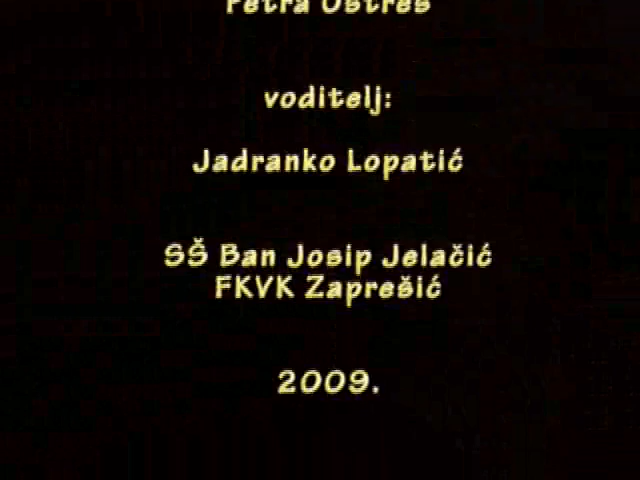 Petra Ostreš
voditelj:
Jadranko Lopatić
SŠ Ban Josip Jelačić
FKVK Zaprešić
2009.